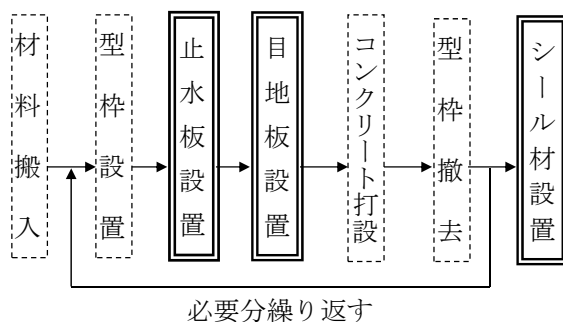 材料搬入
型枠設置
止水板設置
目地板設置
コンクリート打設
型枠撤去
シール材設置
必要分繰り返す